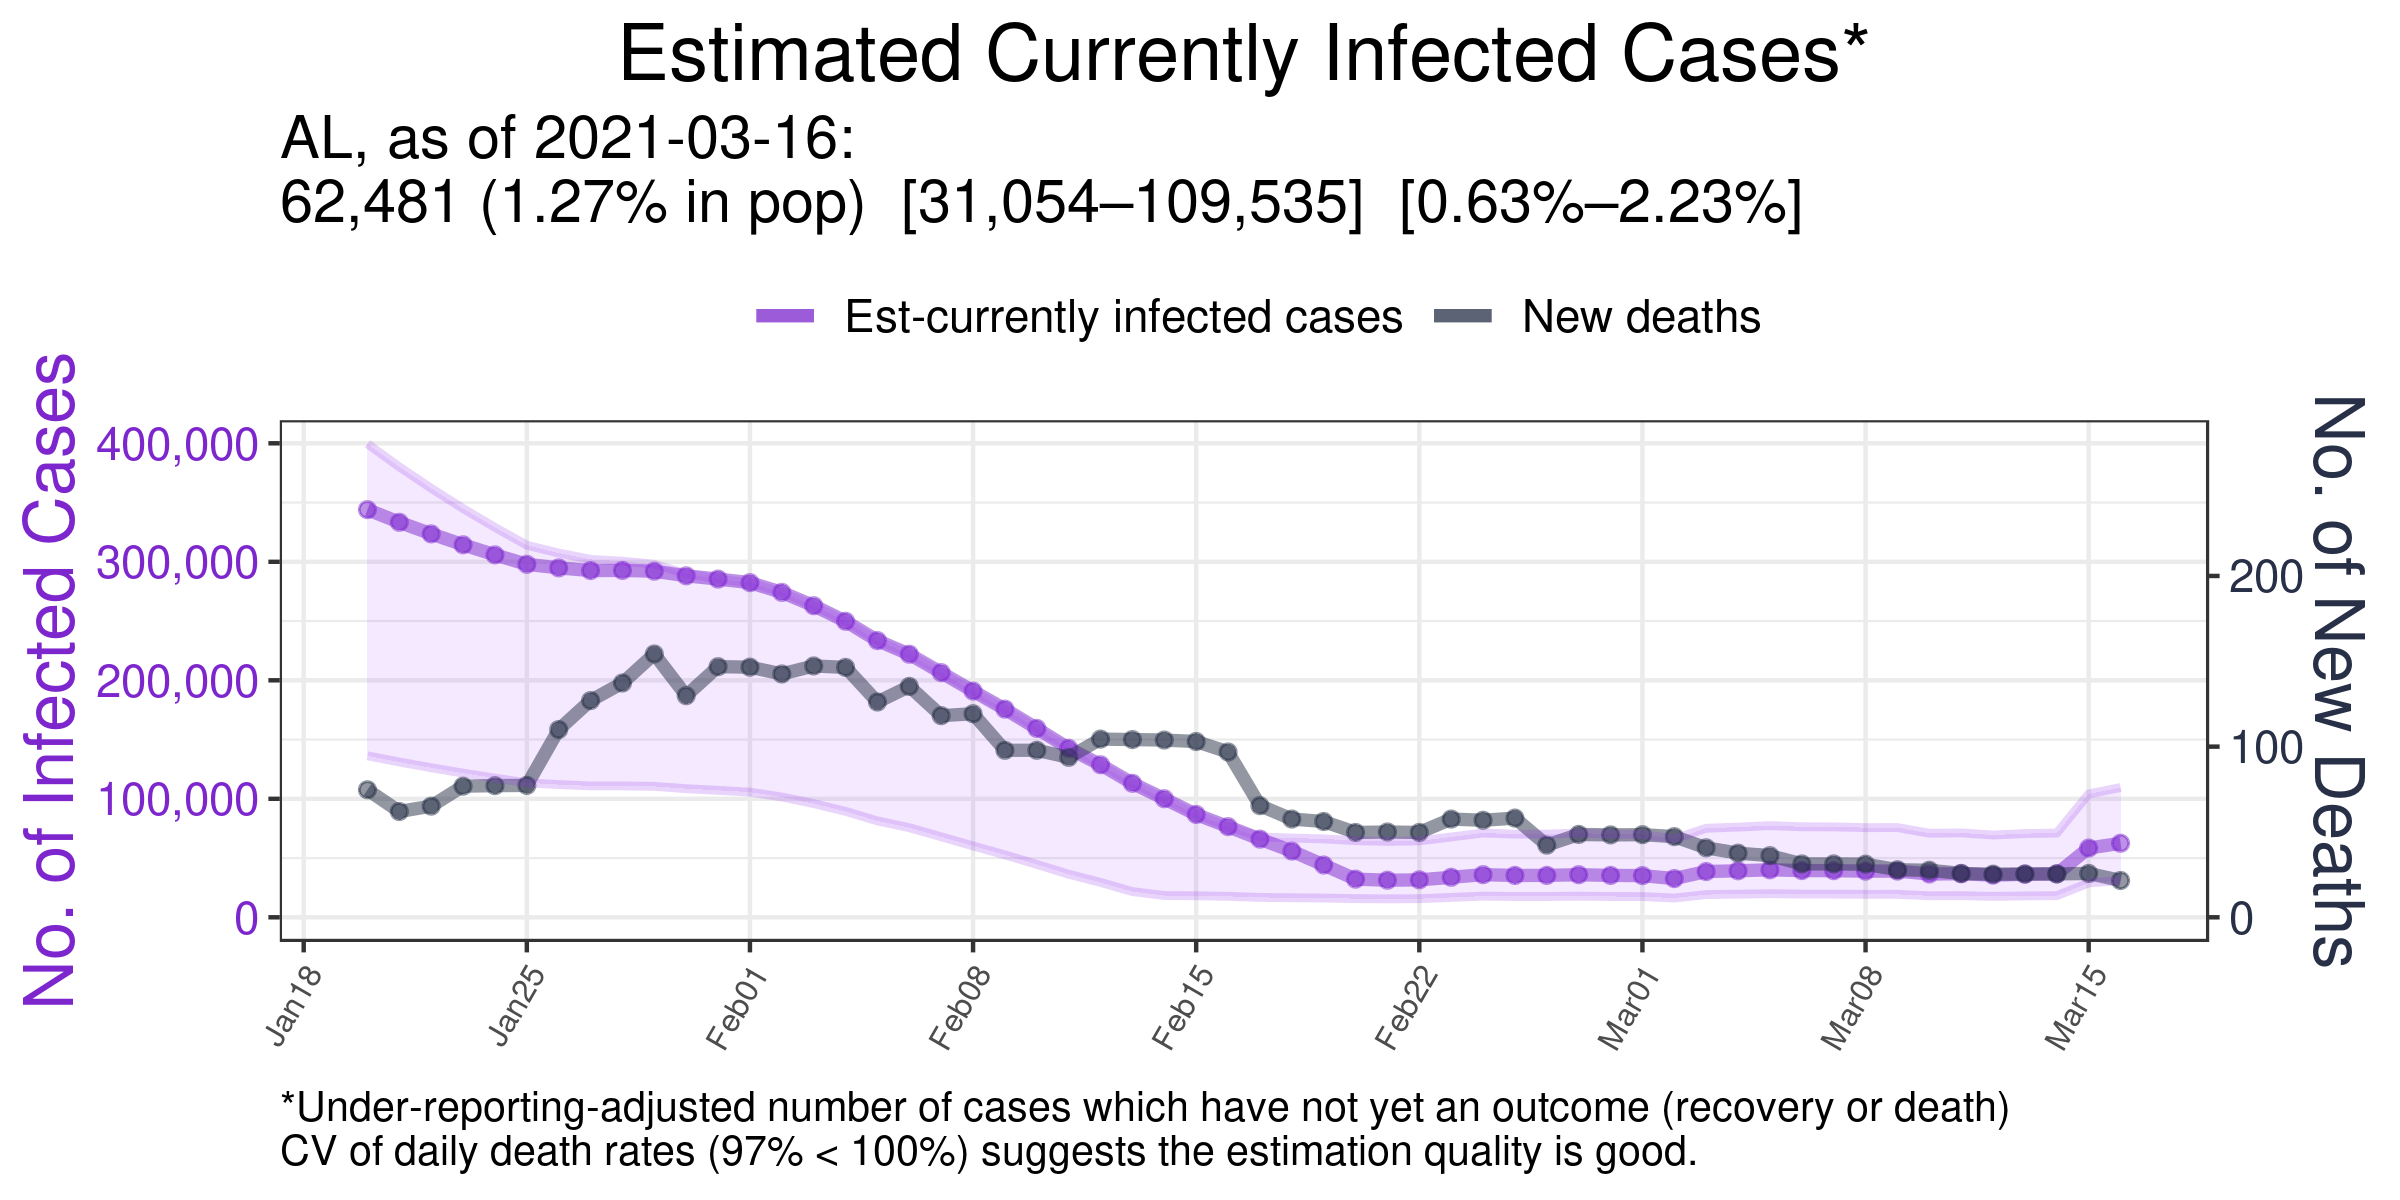 Estimated Currently Infected Cases*
AL, as of 2021-03-16:
62,481 (1.27% in pop)  [31,054–109,535]  [0.63%–2.23%]
Est-currently infected cases
New deaths
No. of Infected Cases
400,000
300,000
200,000
100,000
0
No. of New Deaths
200
100
0
Jan18
Jan25
Feb01
Feb08
Feb15
Feb22
Mar01
Mar08
Mar15
*Under-reporting-adjusted number of cases which have not yet an outcome (recovery or death)
CV of daily death rates (97% < 100%) suggests the estimation quality is good.